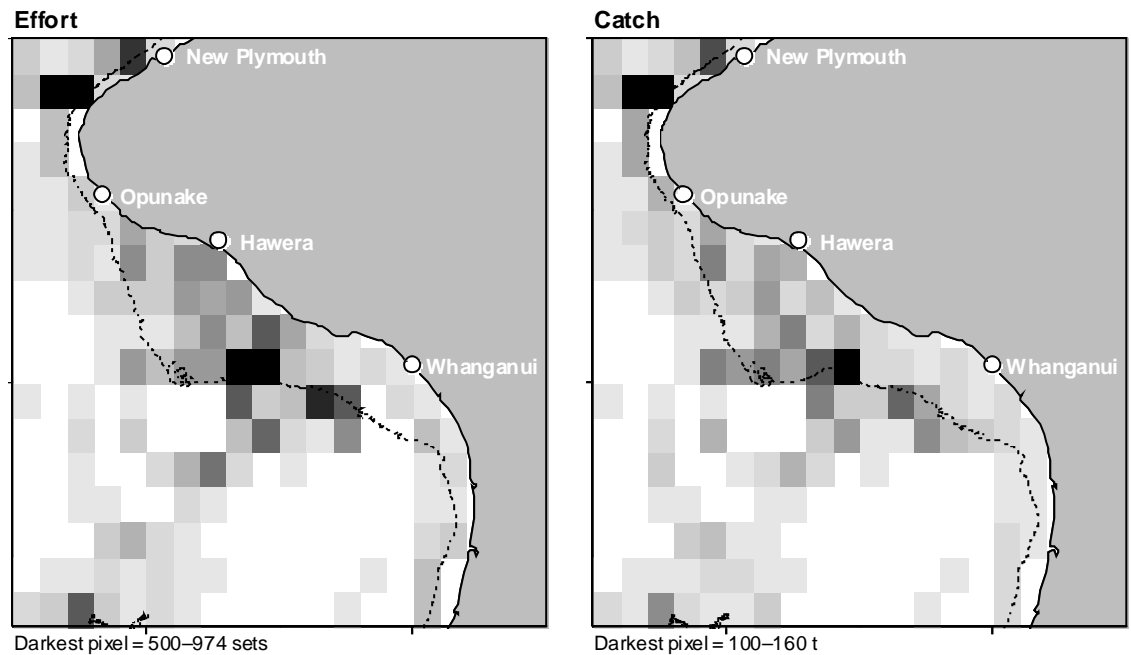 Effort
New Plymouth
Opunake
Hawera
Whanganui
Darkest pixel = 500–974 sets
Catch
New Plymouth
Opunake
Hawera
Whanganui
Darkest pixel = 100–160 t